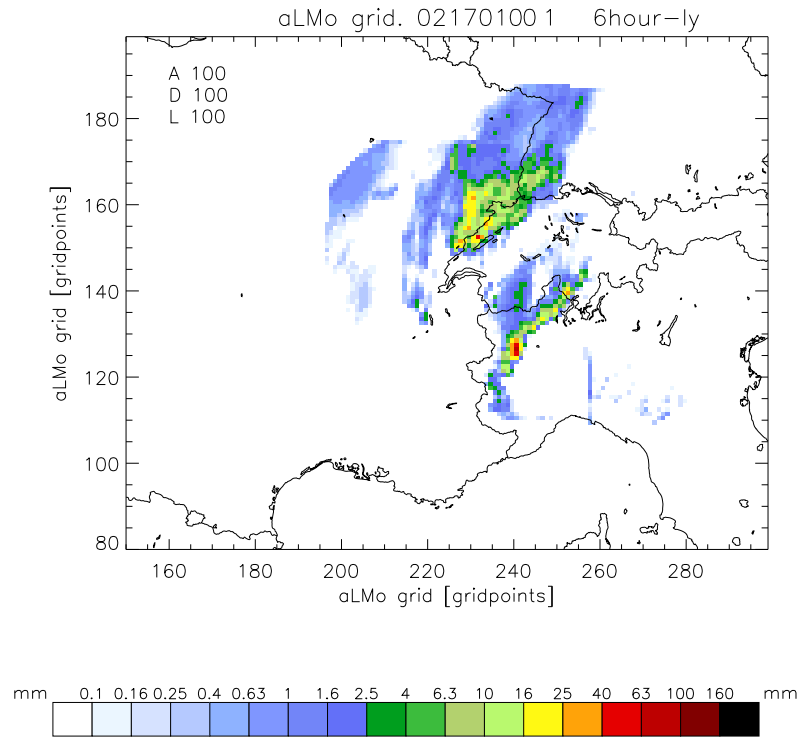 aLMo grid. 02170100 1 6hour-ly
A 100
D 100
L 100
180
160
140
120
100
80
aLMo grid [gridpoints]
160 180 200 220 240 260 280
aLMo grid [gridpoints]
mm 0.1 0.16 0.25 0.4 0.63 1 1.6 2.5 4 6.3 10 16 25 40 63 100 160 mm